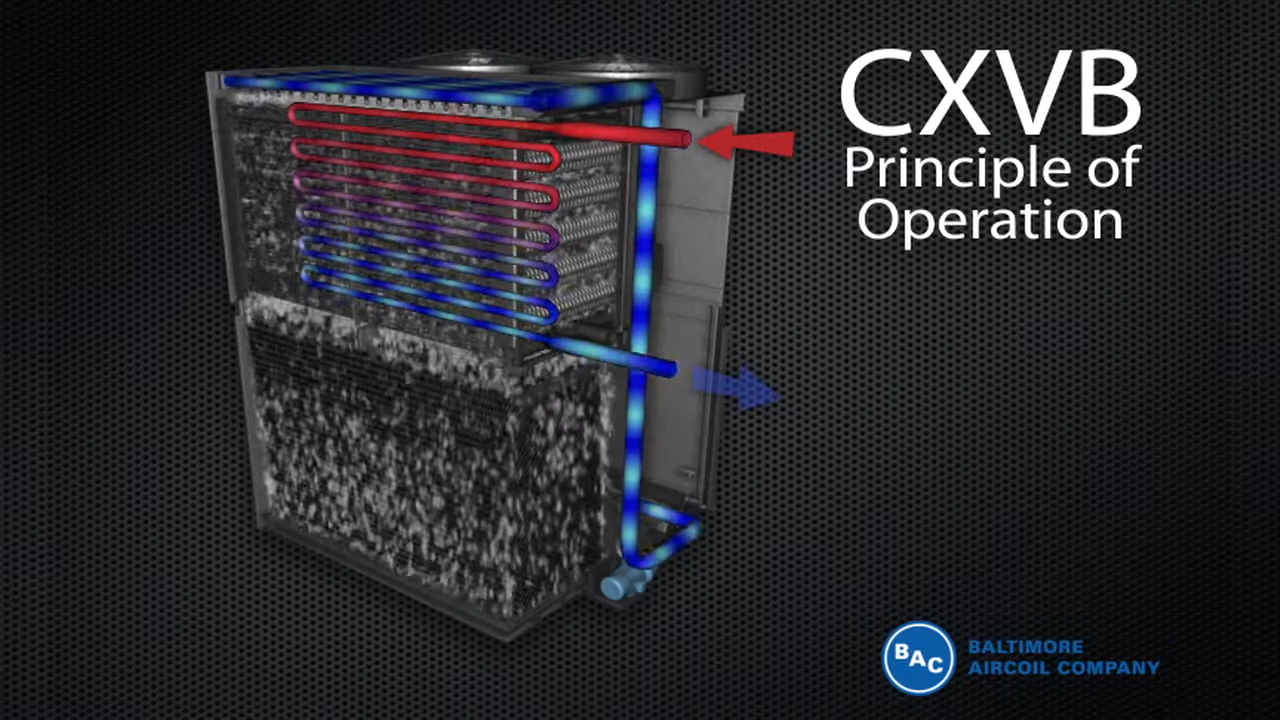 CXVB
Principle of
Operation
BAC
BALTIMORE
AIRCOIL COMPANY